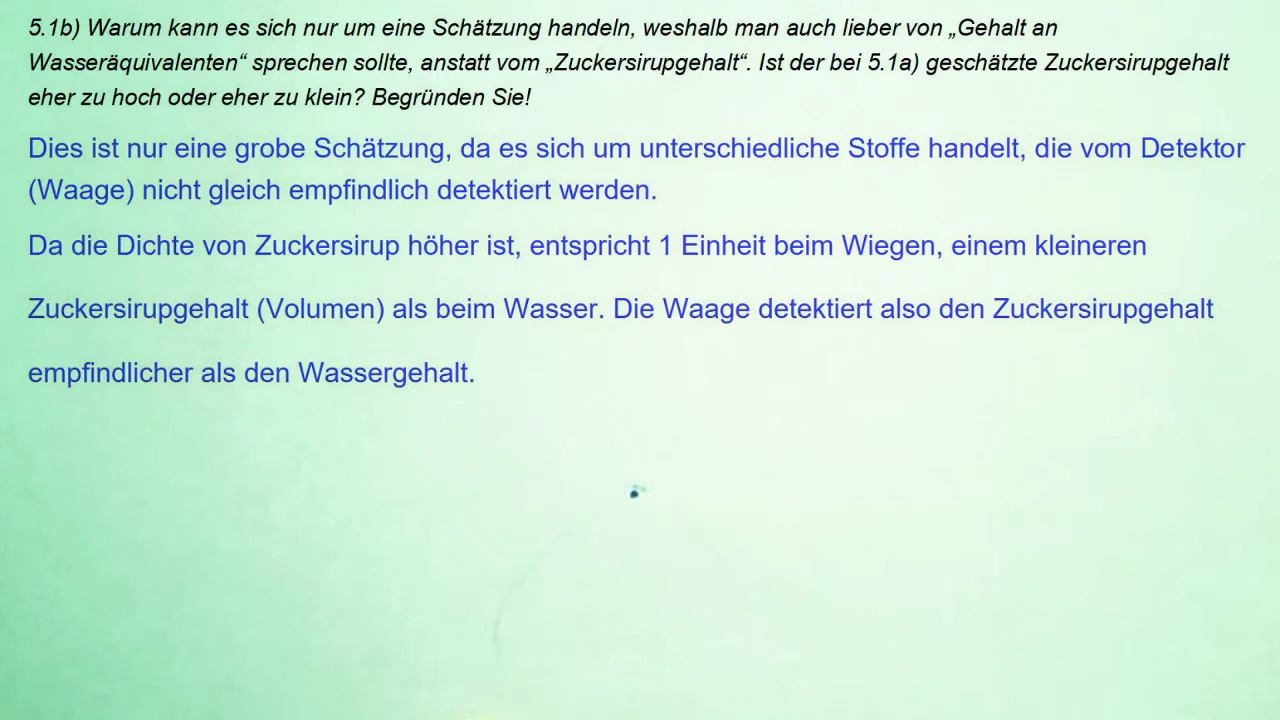 5.1b) Warum kann es sich nur um eine Schätzung handeln, weshalb man auch lieber von „Gehalt an
Wasseräquivalenten“ sprechen sollte, anstatt vom „Zuckersirupgehalt“. Ist der bei 5.1a) geschätzte Zuckersirupgehalt
eher zu hoch oder eher zu klein? Begründen Sie!
Dies ist nur eine grobe Schätzung, da es sich um unterschiedliche Stoffe handelt, die vom Detektor
(Waage) nicht gleich empfindlich detektiert werden.
Da die Dichte von Zuckersirup höher ist, entspricht 1 Einheit beim Wiegen, einem kleineren
Zuckersirupgehalt (Volumen) als beim Wasser. Die Waage detektiert also den Zuckersirupgehalt
empfindlicher als den Wassergehalt.